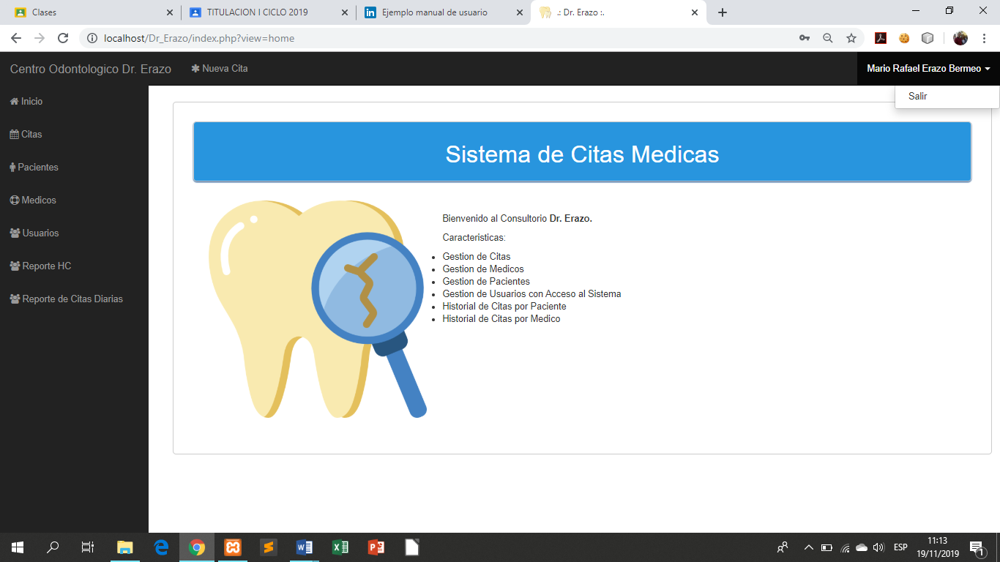 Clases
TITULACION I CICLO 2019
Ejemplo manual de usuario
.: Dr. Erazo :.
localhost/Dr_Erazo/index.php?view=home
Centro Odontologico Dr. Erazo
Nueva Cita
Mario Rafael Erazo Bermeo
Salir
Inicio
Citas
Pacientes
Medicos
Usuarios
Reporte HC
Reporte de Citas Diarias
Sistema de Citas Medicas
Bienvenido al Consultorio Dr. Erazo.
Caracteristicas:
Gestion de Citas
Gestion de Medicos
Gestion de Pacientes
Gestion de Usuarios con Acceso al Sistema
Historial de Citas por Paciente
Historial de Citas por Medico
ESP
11:13
19/11/2019
1